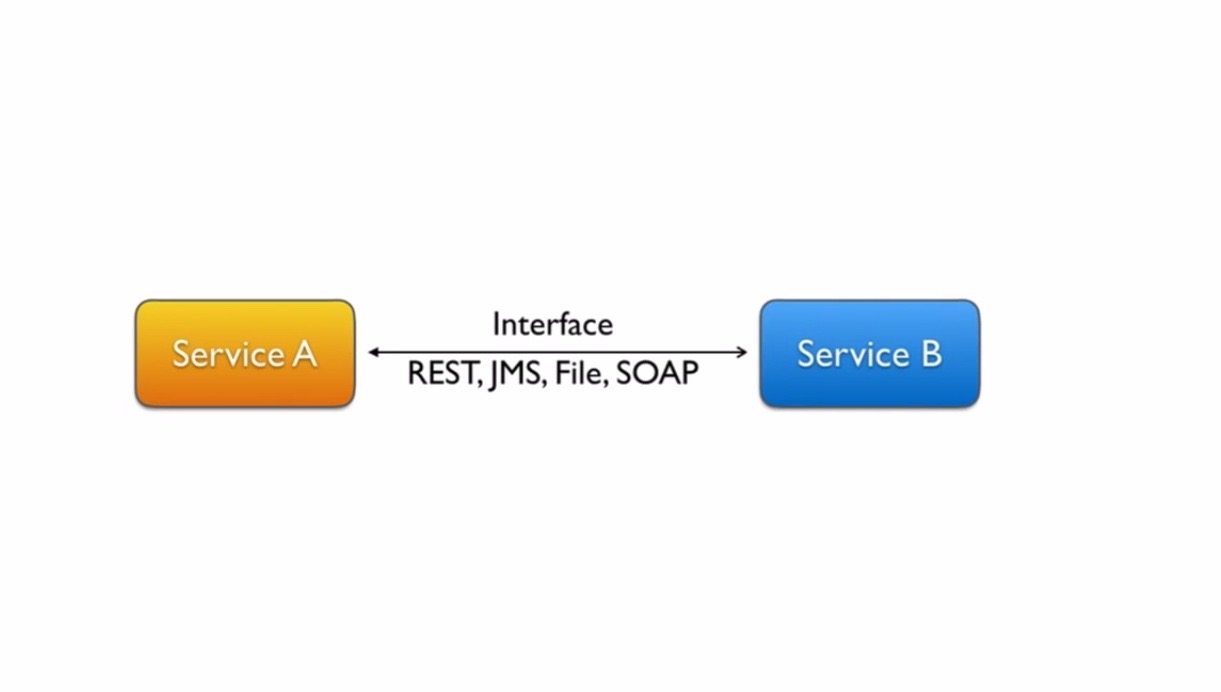 Interface
Service A
Service B
REST, JMS, File, SOAP